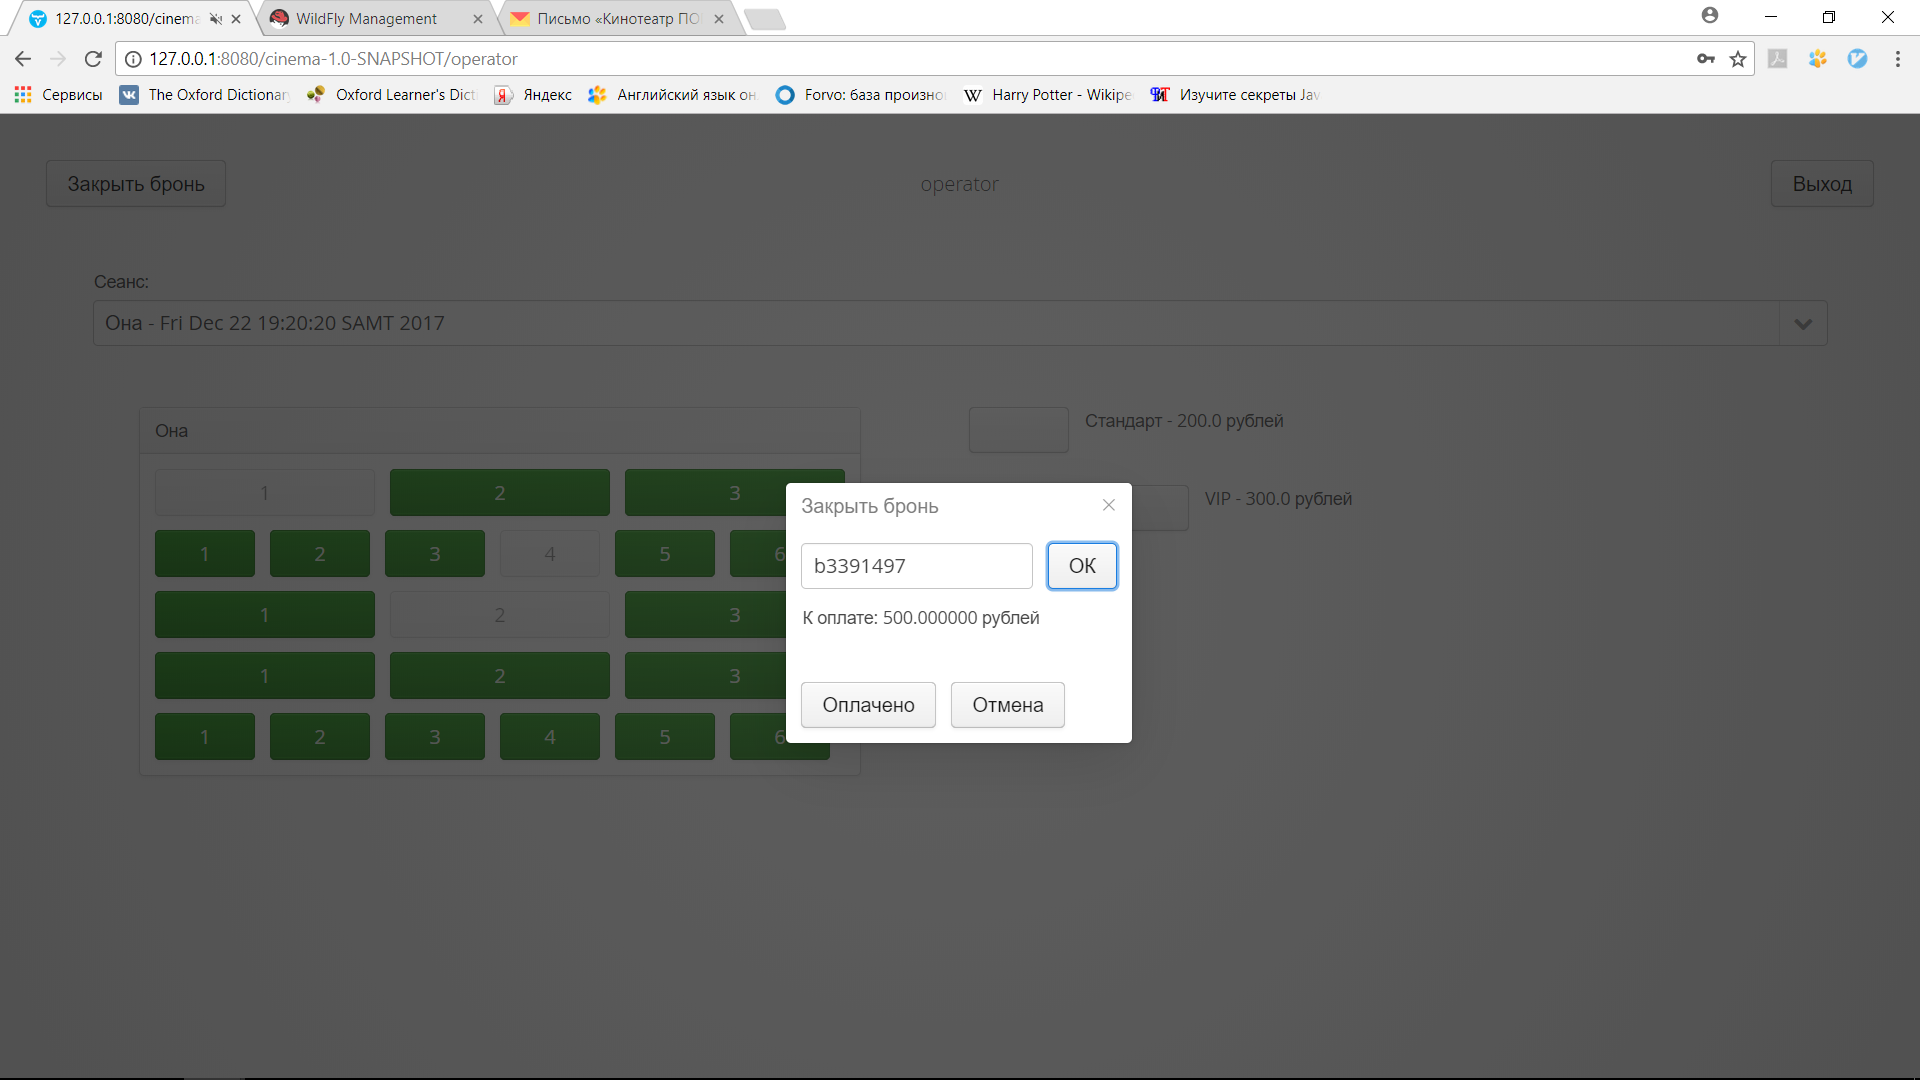 127.0.0.1:8080/cinema
WildFly Management
Письмо «Кинотеатр ПО
127.0.0.1:8080/cinema-1.0-SNAPSHOT/operator
Сервисы
The Oxford Dictionary
Oxford Learner's Dict
Яндекс
Английский язык он
Forvo: база произно
Harry Potter - Wikipe
Изучите секреты Jav
Закрыть бронь
operator
Выход
Сеанс:
Она - Fri Dec 22 19:20:20 SAMT 2017
Она
1 2 3
1 2 3 4 5 6
1 2 3
1 2 3
1 2 3 4 5 6
Стандарт - 200.0 рублей
VIP - 300.0 рублей
Закрыть бронь
b3391497
ОК
К оплате: 500.000000 рублей
Оплачено
Отмена